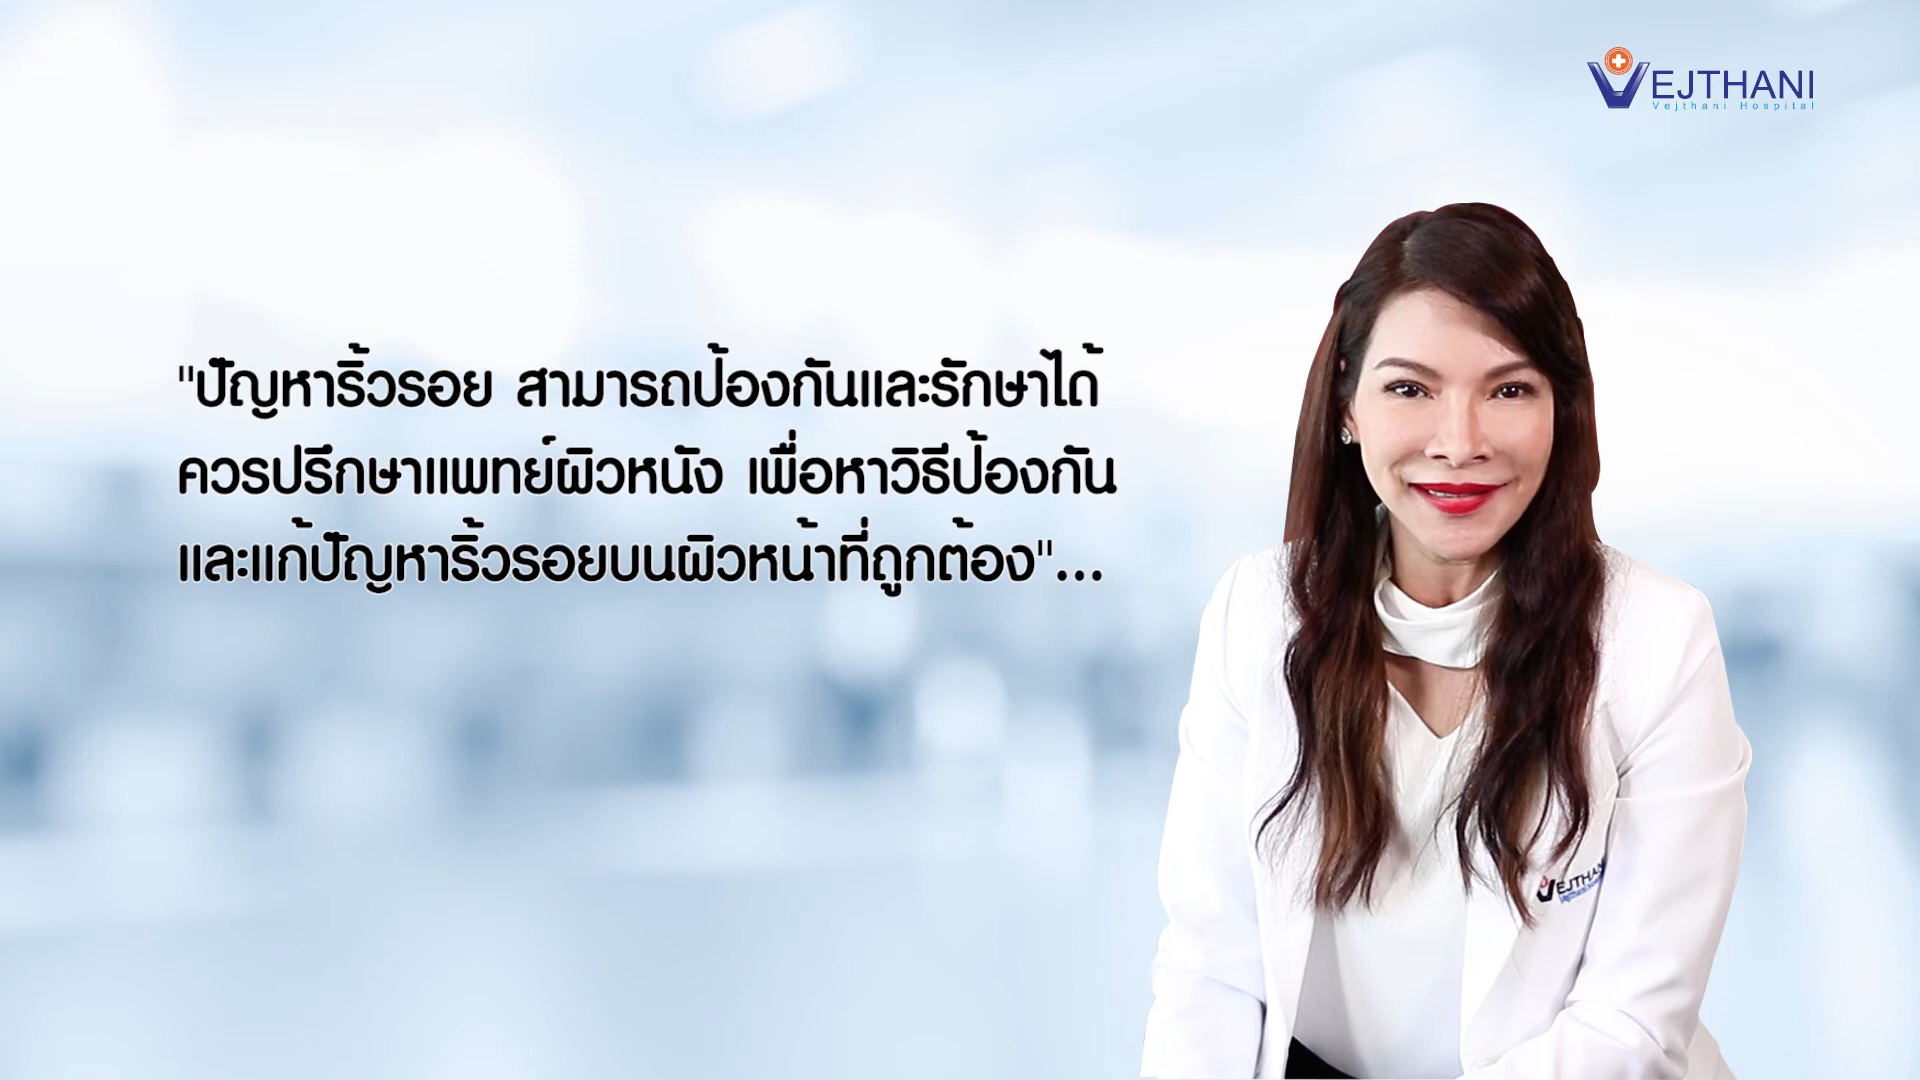 VEJTHANI
Vejthani Hospital
"ปัญหาริ้วรอย สามารถป้องกันและรักษาได้
ควรปรึกษาแพทย์ผิวหนัง เพื่อหาวิธีป้องกัน
และแก้ปัญหาริ้วรอยบนผิวหน้าที่ถูกต้อง"...
VEJTHANI
Vejthani Hospital